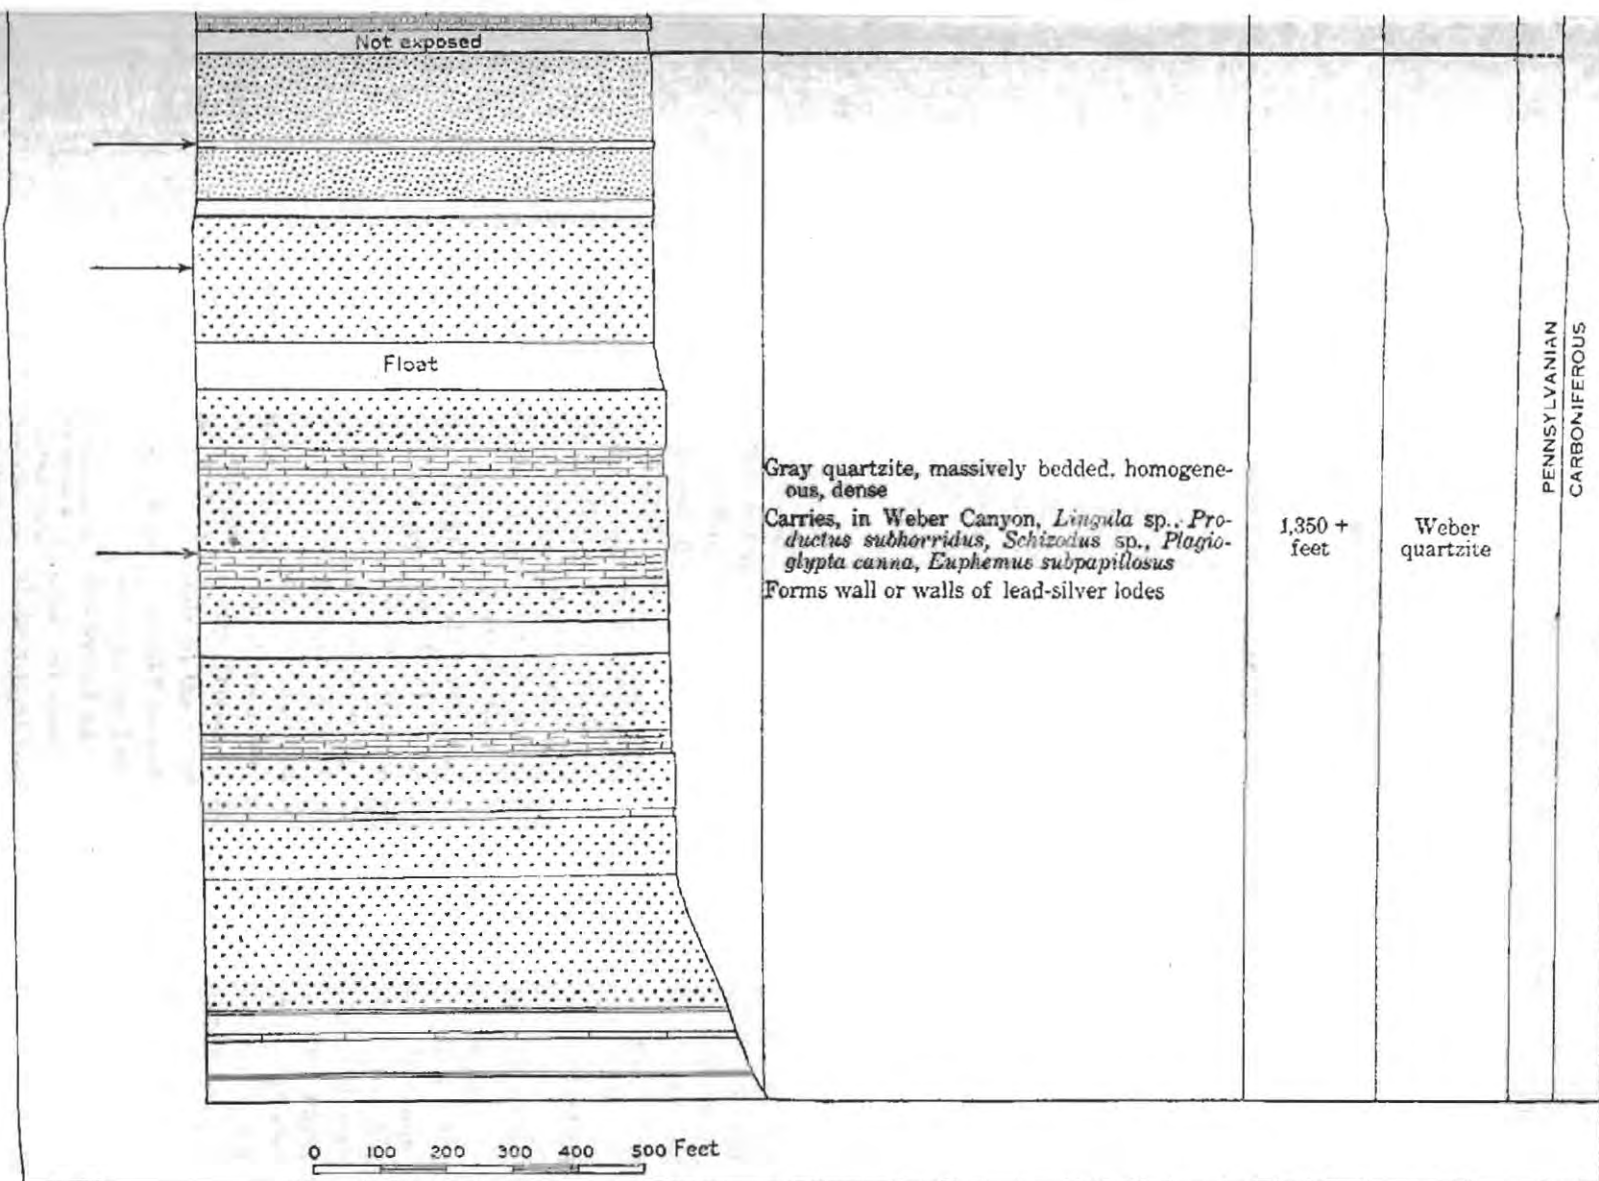 Not exposed
Float
Gray quartzite, massively bedded. homogene-
ous, dense
Carries, in Weber Canyon, Lingula sp., Pro-
ductus subhorridus, Schizodus sp., Plagio-
glypta canna, Euphemus subpapillosus
Forms wall or walls of lead-silver lodes
1,350 +
feet
Weber
quartzite
PENNSYLVANIAN
CARBONIFEROUS
0 100 200 300 400 500 Feet